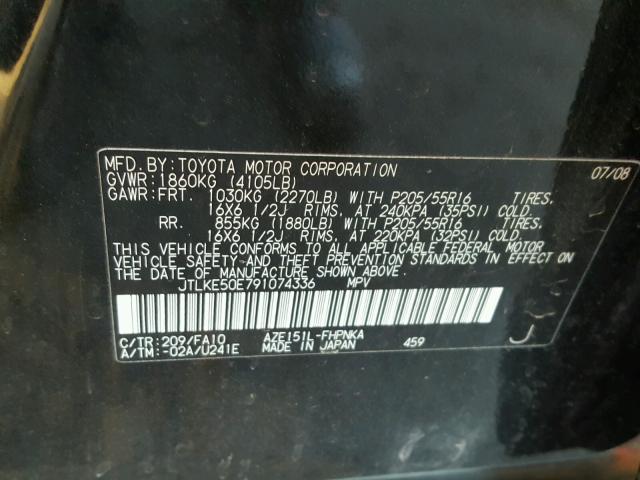 MFD. BY: TOYOTA MOTOR CORPORATION 07/08
GVWR: 1860KG (4105LB)
GAWR: FRT. 1030KG (2270LB) WITH P205/55R16 TIRES.
16X6 1/2J RIMS. AT 240KPA (35PSI) COLD.
RR. 855KG (1880LB) WITH P205/55R16 TIRES.
16X6 1/2J RIMS. AT 220KPA (32PSI) COLD.
THIS VEHICLE CONFORMS TO ALL APPLICABLE FEDERAL MOTOR
VEHICLE SAFETY, BUMPER, AND THEFT PREVENTION STANDARDS
IN EFFECT ON THE DATE OF MANUFACTURE SHOWN ABOVE.
JTLKE50E791074336 MPV
C/TR: 209/FA10 AZE151L-FHPNKA
A/TM: -02A/U241E MADE IN JAPAN 459
J